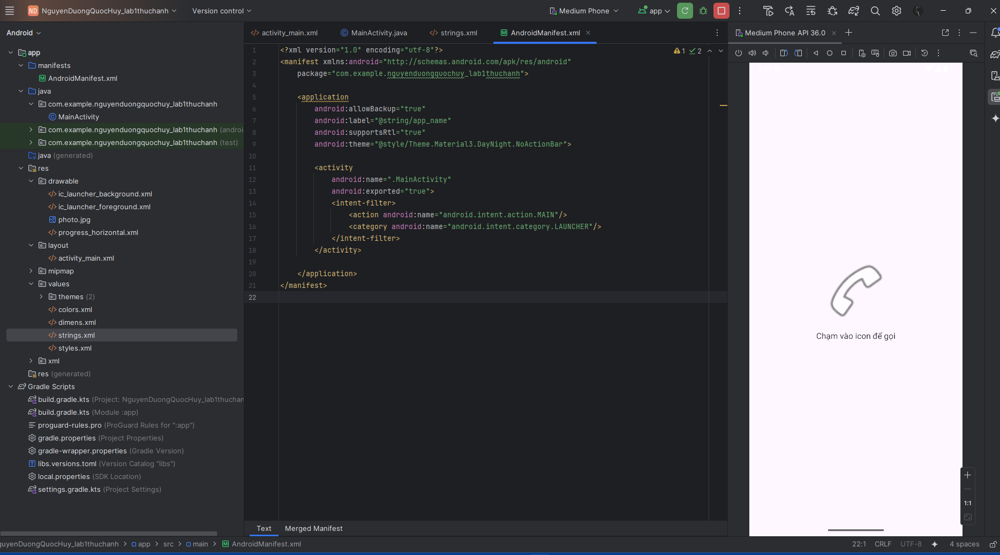 ND NguyenDuongQuocHuy_lab1thuchanh Version control Medium Phone app
Android
app
manifests
AndroidManifest.xml
java
com.example.nguyenduongquochuy_lab1thuchanh
MainActivity
com.example.nguyenduongquochuy_lab1thuchanh (androi
com.example.nguyenduongquochuy_lab1thuchanh (test)
java (generated)
res
drawable
ic_launcher_background.xml
ic_launcher_foreground.xml
photo.jpg
progress_horizontal.xml
layout
activity_main.xml
mipmap
values
themes (2)
colors.xml
dimens.xml
strings.xml
styles.xml
xml
res (generated)
Gradle Scripts
build.gradle.kts (Project: NguyenDuongQuocHuy_lab1thuchan
build.gradle.kts (Module :app)
proguard-rules.pro (ProGuard Rules for ":app")
gradle.properties (Project Properties)
gradle-wrapper.properties (Gradle Version)
libs.versions.toml (Version Catalog "libs")
local.properties (SDK Location)
settings.gradle.kts (Project Settings)
activity_main.xml MainActivity.java strings.xml AndroidManifest.xml
1 2
1 <?xml version="1.0" encoding="utf-8"?>
2 <manifest xmlns:android="http://schemas.android.com/apk/res/android"
3 package="com.example.nguyenduongquochuy_lab1thuchanh">
4
5 <application
6 android:allowBackup="true"
7 android:label="@string/app_name"
8 android:supportsRtl="true"
9 android:theme="@style/Theme.Material3.DayNight.NoActionBar">
10
11 <activity
12 android:name=".MainActivity"
13 android:exported="true">
14 <intent-filter>
15 <action android:name="android.intent.action.MAIN"/>
16 <category android:name="android.intent.category.LAUNCHER"/>
17 </intent-filter>
18 </activity>
19
20 </application>
21 </manifest>
22
Text Merged Manifest
Medium Phone API 36.0
Chạm vào icon để gọi
1:1
guyenDuongQuocHuy_lab1thuchanh > app > src > main > AndroidManifest.xml
22:1 CRLF UTF-8 4 spaces